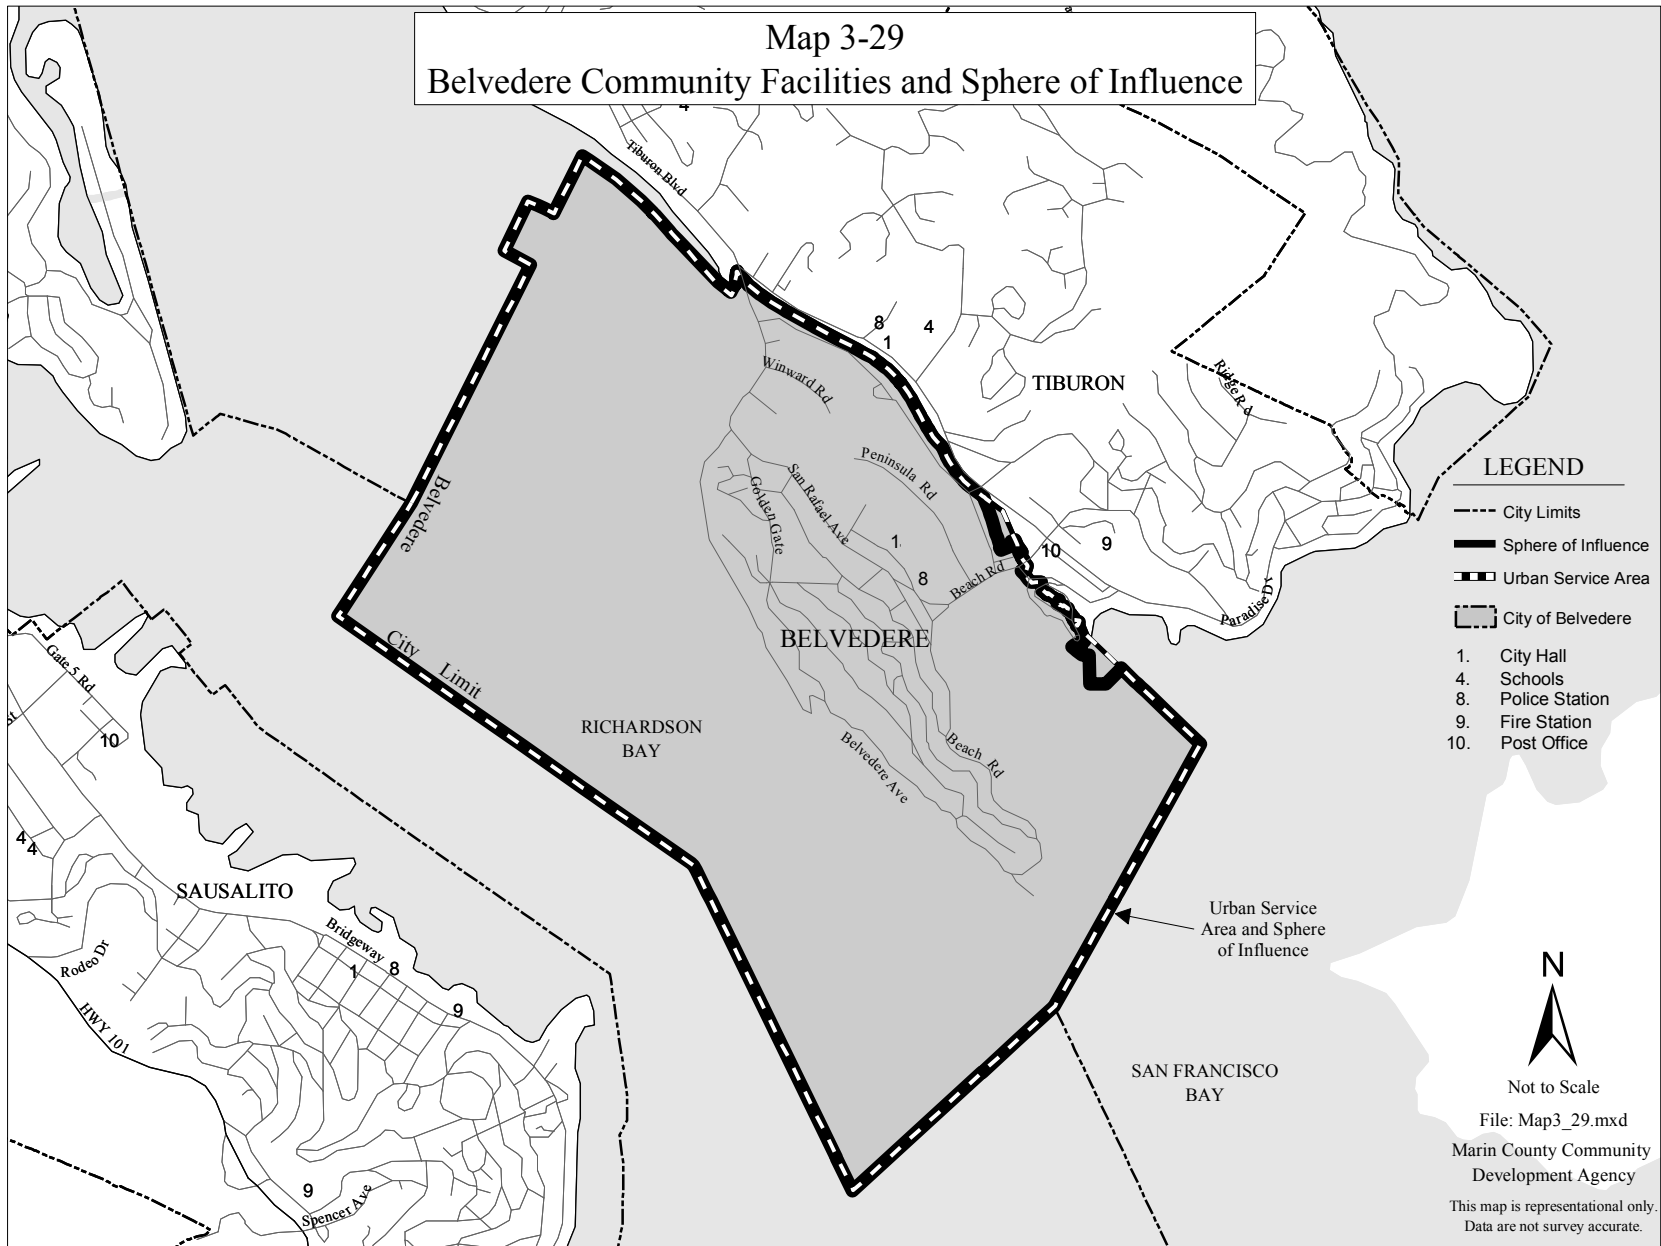 Map 3-29
Belvedere Community Facilities and Sphere of Influence
4
Tiburon Blvd
8
4
1
Winward Rd
TIBURON
Ridge Rd
Peninsula Rd
San Rafael Ave
Golden Gate
1
8
Beach Rd
10
9
Paradise Dr
Belvedere
City Limit
BELVEDERE
RICHARDSON
BAY
Belvedere Ave
Beach Rd
Gate 5 Rd
st
10
4
4
SAUSALITO
Bridgeway
Rodeo Dr
1
8
9
HWY 101
9
Spencer Ave
Urban Service
Area and Sphere
of Influence
SAN FRANCISCO
BAY
LEGEND
City Limits
Sphere of Influence
Urban Service Area
City of Belvedere
1. City Hall
4. Schools
8. Police Station
9. Fire Station
10. Post Office
N
Not to Scale
File: Map3_29.mxd
Marin County Community
Development Agency
This map is representational only.
Data are not survey accurate.